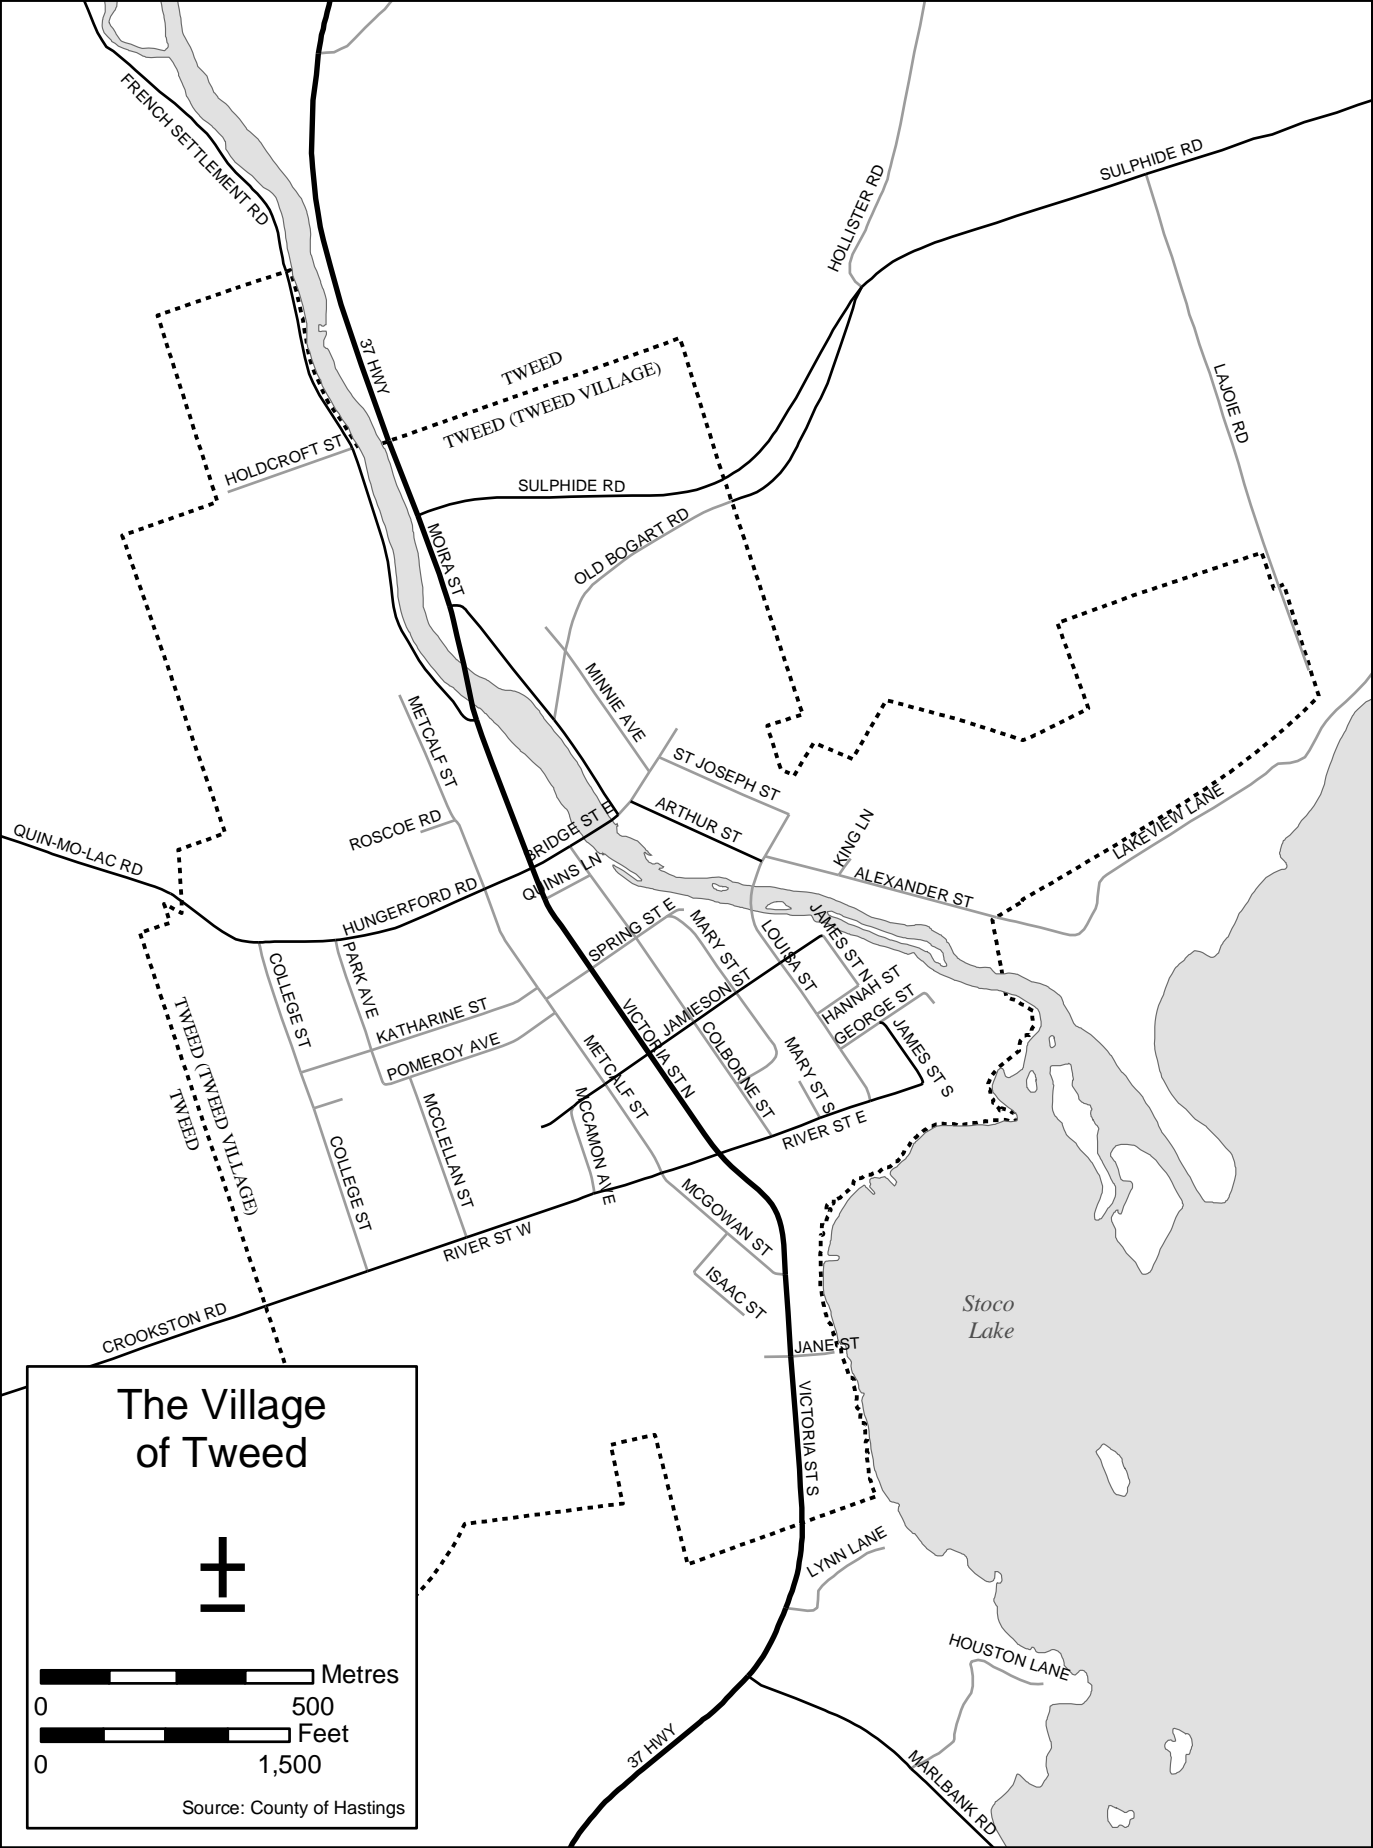 FRENCH SETTLEMENT RD
SULPHIDE RD
HOLLISTER RD
37 HWY
TWEED
TWEED (TWEED VILLAGE)
LAJOIE RD
HOLDCROFT ST
SULPHIDE RD
MOIRA ST
OLD BOGART RD
MINNIE AVE
METCALF ST
ST JOSEPH ST
ARTHUR ST
LAKEVIEW LANE
KING LN
ROSCOE RD
BRIDGE ST E
QUIN-MO-LAC RD
QUINNS LN
ALEXANDER ST
HUNGERFORD RD
SPRING ST E
MARY ST
JAMES ST N
LOUISA ST
PARK AVE
COLLEGE ST
HANNAH ST
GEORGE ST
JAMIESON ST
KATHARINE ST
VICTORIA ST N
TWEED (TWEED VILLAGE)
TWEED
POMEROY AVE
METCALF ST
COLBORNE ST
MARY ST S
JAMES ST S
MCCLELLAN ST
MCCAMON AVE
RIVER ST E
COLLEGE ST
RIVER ST W
MCGOWAN ST
ISAAC ST
CROOKSTON RD
Stoco
Lake
JANE ST
VICTORIA ST S
LYNN LANE
HOUSTON LANE
37 HWY
MARLBANK RD
The Village
of Tweed
±
Metres
0 500
Feet
0 1,500
Source: County of Hastings